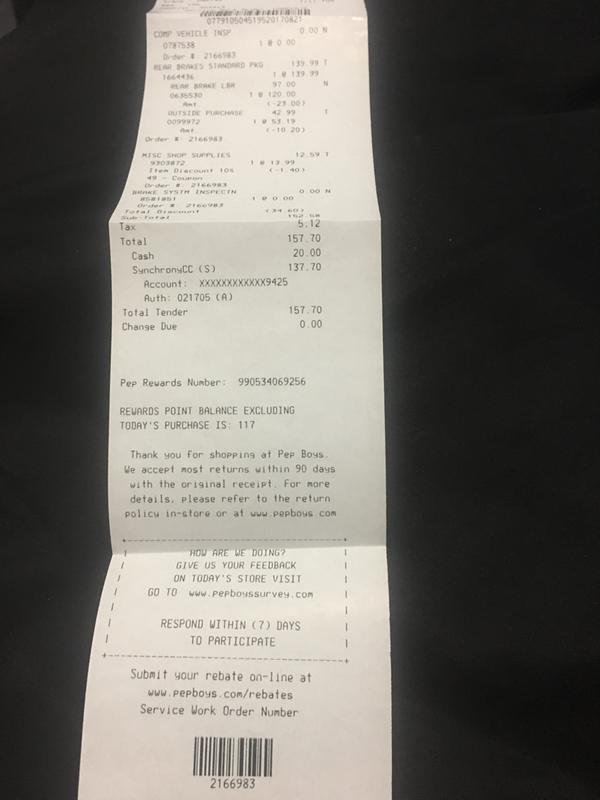 077910504519520170821
COMP VEHICLE INSP 0.00 N
0787538 1 @ 0.00
Order # 2166983
REAR BRAKES STANDARD PKG 139.99 T
1664436 1 @ 139.99
REAR BRAKE LBR 97.00 N
0635530 1 @ 120.00
Amt (-23.00)
OUTSIDE PURCHASE 42.99 T
0099972 1 @ 53.19
Amt (-10.20)
Order #: 2166983
MISC SHOP SUPPLIES 12.59 T
9303872 1 @ 13.99
Item Discount 10% (-1.40)
49 - Coupon
Order #: 2166983
BRAKE SYSTM INSPECTN 0.00 N
8581851 1 @ 0.00
Order # 2166983
Total Discount (34.60)
Sub-Total 152.58
Tax 5.12
Total 157.70
Cash 20.00
SynchronyCC (S) 137.70
Account: XXXXXXXXXXXX9425
Auth: 021705 (A)
Total Tender 157.70
Change Due 0.00
Pep Rewards Number: 990534069256
REWARDS POINT BALANCE EXCLUDING
TODAY'S PURCHASE IS: 117
Thank you for shopping at Pep Boys.
We accept most returns within 90 days
with the original receipt. For more
details, please refer to the return
policy in-store or at www.pepboys.com
HOW ARE WE DOING?
GIVE US YOUR FEEDBACK
ON TODAY'S STORE VISIT
GO TO www.pepboyssurvey.com
RESPOND WITHIN (7) DAYS
TO PARTICIPATE
Submit your rebate on-line at
www.pepboys.com/rebates
Service Work Order Number
2166983